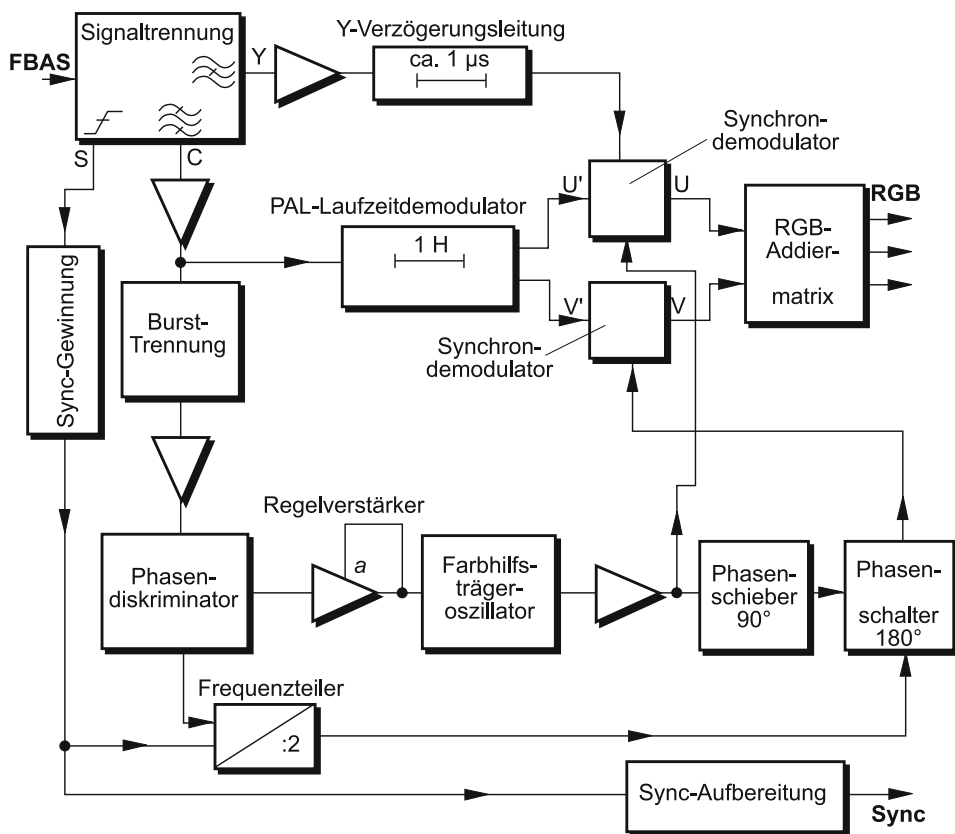 Signaltrennung
FBAS
Y
Y-Verzögerungsleitung
ca. 1 µs
S
C
Synchron-
demodulator
PAL-Laufzeitdemodulator
1 H
U'
U
V'
V
RGB-
Addier-
matrix
RGB
Sync-Gewinnung
Burst-
Trennung
Synchron-
demodulator
Regelverstärker
a
Phasen-
diskriminator
Farbhilfs-
träger-
oszillator
Phasen-
schieber
90°
Phasen-
schalter
180°
Frequenzteiler
:2
Sync-Aufbereitung
Sync